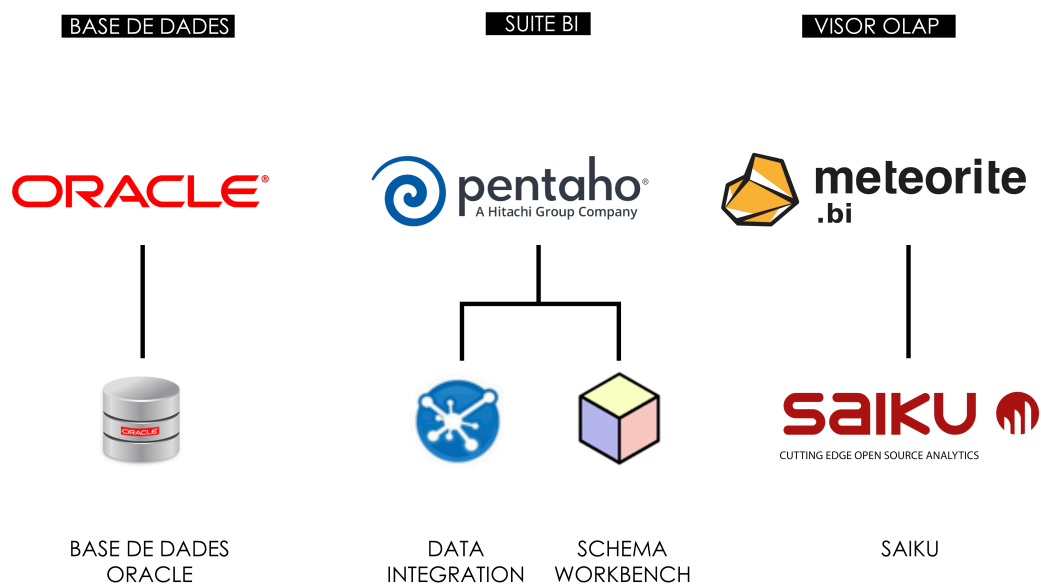 BASE DE DADES
SUITE BI
VISOR OLAP
ORACLE®
pentaho®
A Hitachi Group Company
meteorite
.bi
ORACLE
SAIKU
CUTTING EDGE OPEN SOURCE ANALYTICS
BASE DE DADES
ORACLE
DATA
INTEGRATION
SCHEMA
WORKBENCH
SAIKU